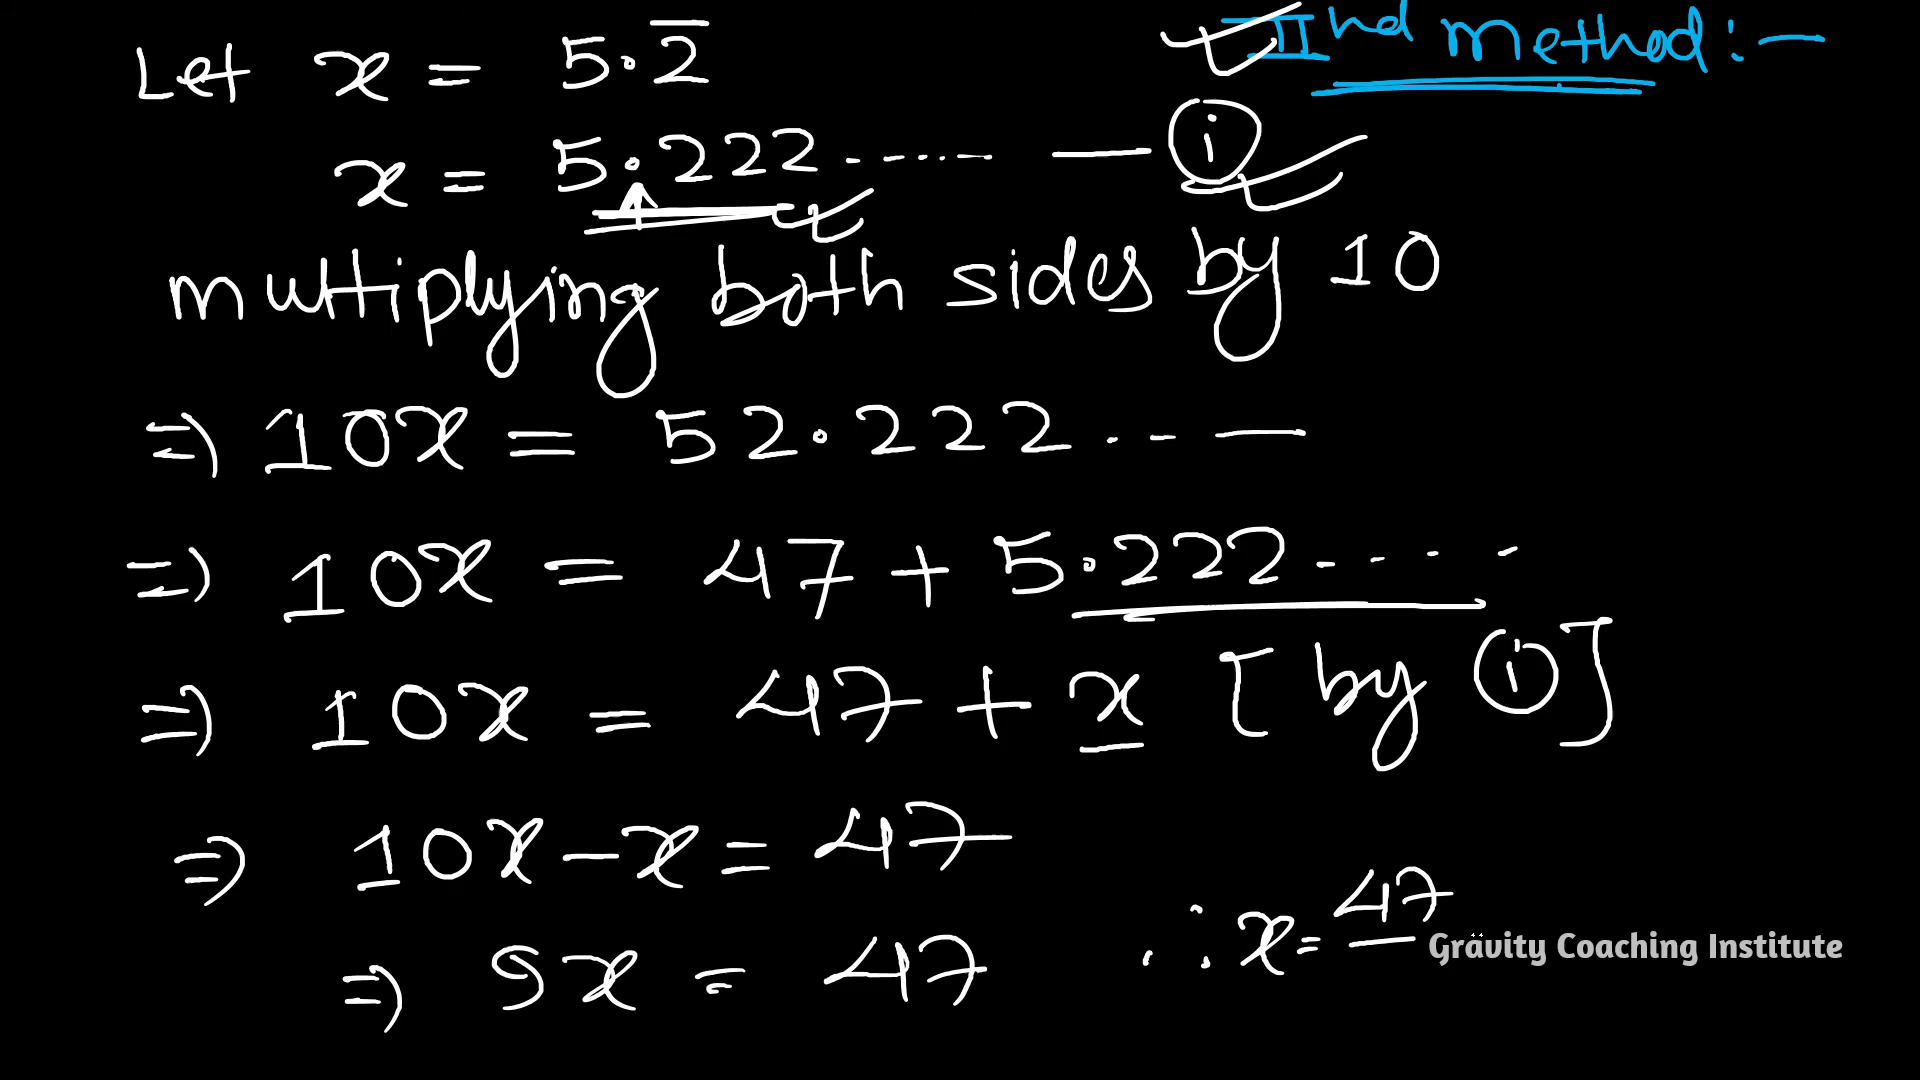 IInd method:—
Let x = 5.2̅
x = 5.222........ — (i)
multiplying both sides by 10
=> 10x = 52.222... —
=> 10x = 47 + 5.222.....
=> 10x = 47 + x [by (i)]
=> 10x - x = 47
=> 9x = 47
∴ x = 47/
Gravity Coaching Institute